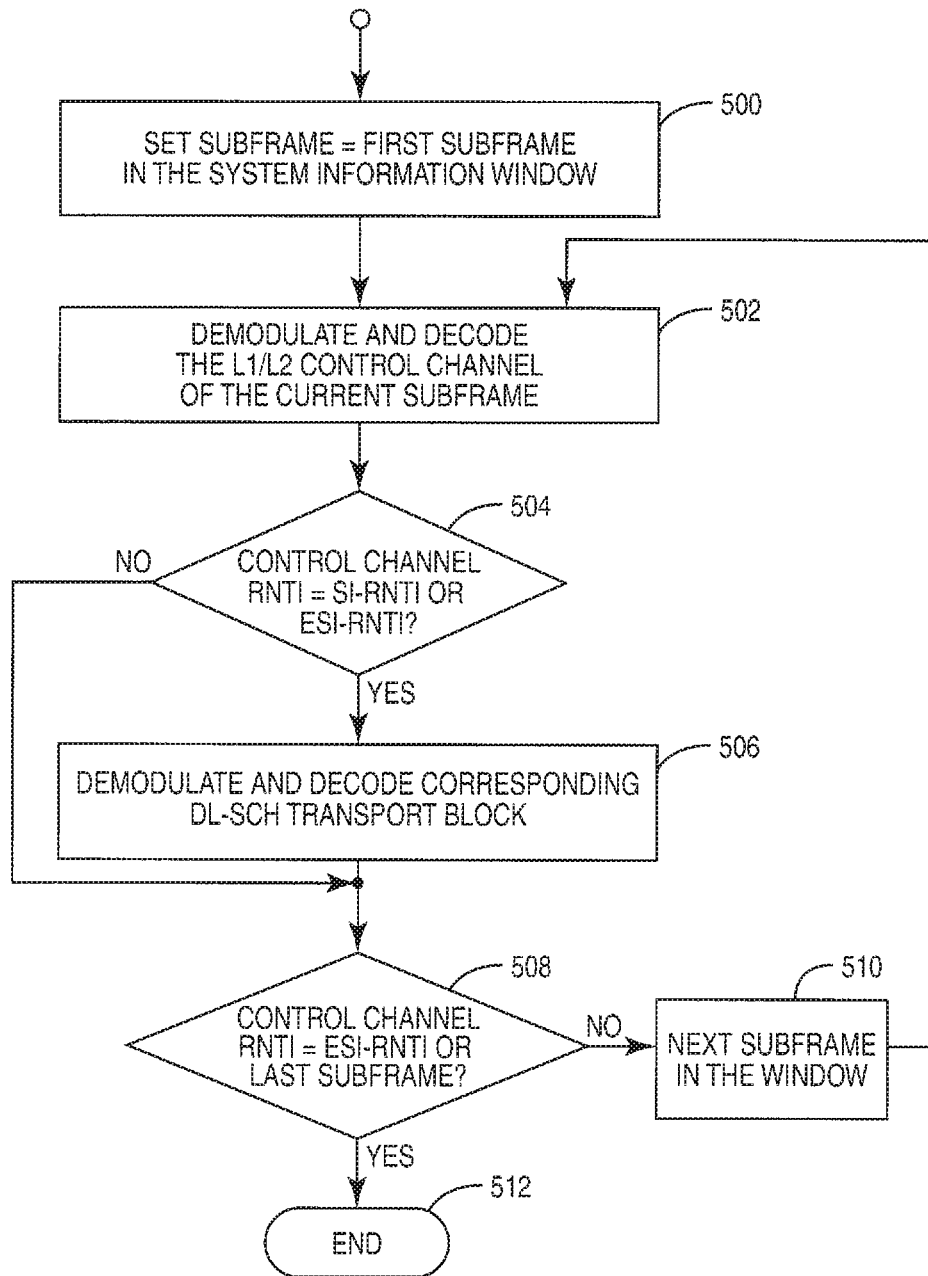 500
SET SUBFRAME = FIRST SUBFRAME
IN THE SYSTEM INFORMATION WINDOW
502
DEMODULATE AND DECODE
THE L1/L2 CONTROL CHANNEL
OF THE CURRENT SUBFRAME
504
NO
CONTROL CHANNEL
RNTI = SI-RNTI OR
ESI-RNTI?
YES
506
DEMODULATE AND DECODE CORRESPONDING
DL-SCH TRANSPORT BLOCK
508
CONTROL CHANNEL
RNTI = ESI-RNTI OR
LAST SUBFRAME?
NO
510
NEXT SUBFRAME
IN THE WINDOW
YES
512
END